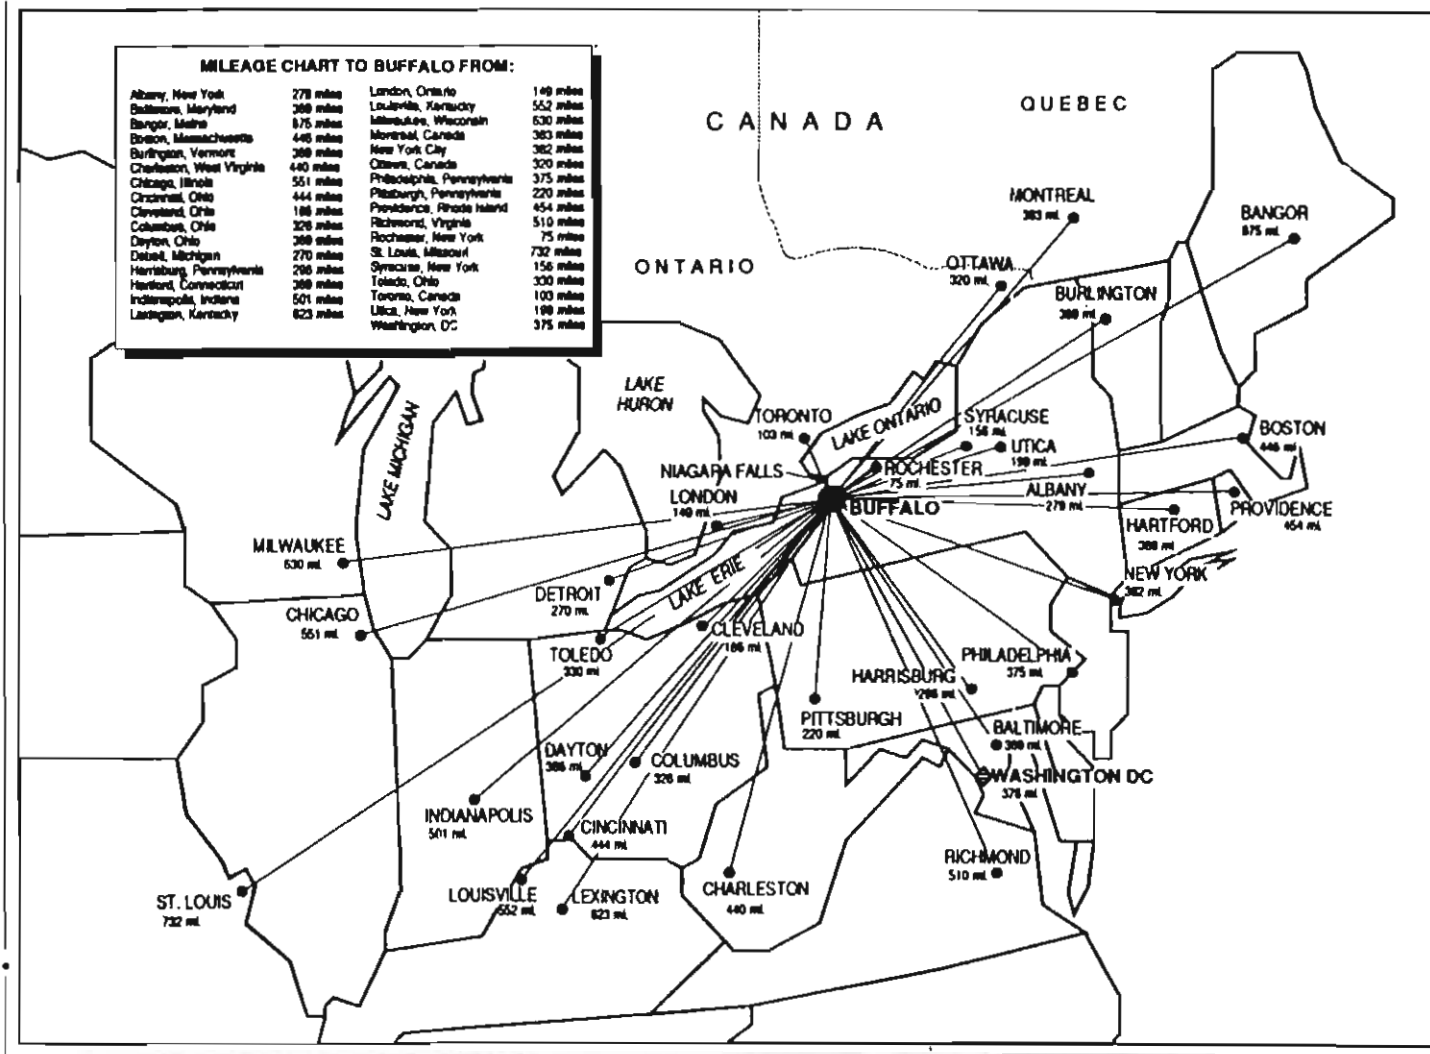 MILEAGE CHART TO BUFFALO FROM:
Albany, New York 279 miles
Baltimore, Maryland 369 miles
Bangor, Maine 675 miles
Boston, Massachusetts 446 miles
Burlington, Vermont 369 miles
Charleston, West Virginia 440 miles
Chicago, Illinois 551 miles
Cincinnati, Ohio 444 miles
Cleveland, Ohio 186 miles
Columbus, Ohio 326 miles
Dayton, Ohio miles
Detroit, Michigan 270 miles
Harrisburg, Pennsylvania 296 miles
Hartford, Connecticut miles
Indianapolis, Indiana 501 miles
Lexington, Kentucky 623 miles
London, Ontario 149 miles
Louisville, Kentucky 552 miles
Milwaukee, Wisconsin 630 miles
Montreal, Canada 383 miles
New York City 382 miles
Ottawa, Canada 320 miles
Philadelphia, Pennsylvania 375 miles
Pittsburgh, Pennsylvania 220 miles
Providence, Rhode Island 454 miles
Richmond, Virginia 510 miles
Rochester, New York 75 miles
St. Louis, Missouri 732 miles
Syracuse, New York 156 miles
Toledo, Ohio 330 miles
Toronto, Canada 103 miles
Utica, New York 199 miles
Washington, DC 375 miles
CANADA
QUEBEC
ONTARIO
MONTREAL
383 mi.
BANGOR
675 mi.
OTTAWA
320 mi.
BURLINGTON
369 mi.
LAKE
HURON
LAKE MICHIGAN
LAKE ONTARIO
LAKE ERIE
TORONTO
103 mi.
SYRACUSE
156 mi.
UTICA
199 mi.
BOSTON
446 mi.
NIAGARA FALLS
ROCHESTER
75 mi.
LONDON
149 mi.
BUFFALO
ALBANY
279 mi.
HARTFORD
mi.
PROVIDENCE
454 mi.
MILWAUKEE
630 mi.
DETROIT
270 mi.
NEW YORK
382 mi.
CHICAGO
551 mi.
CLEVELAND
186 mi.
TOLEDO
330 mi.
PHILADELPHIA
375 mi.
HARRISBURG
296 mi.
PITTSBURGH
220 mi.
BALTIMORE
369 mi.
DAYTON
mi.
COLUMBUS
326 mi.
WASHINGTON DC
375 mi.
INDIANAPOLIS
501 mi.
CINCINNATI
444 mi.
RICHMOND
510 mi.
ST. LOUIS
732 mi.
LOUISVILLE
552 mi.
LEXINGTON
623 mi.
CHARLESTON
440 mi.